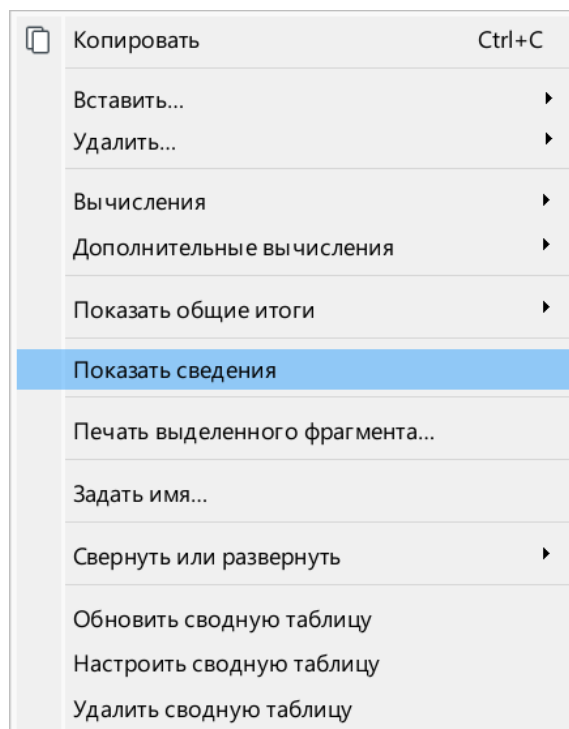 Копировать Ctrl+C
Вставить...
Удалить...
Вычисления
Дополнительные вычисления
Показать общие итоги
Показать сведения
Печать выделенного фрагмента...
Задать имя...
Свернуть или развернуть
Обновить сводную таблицу
Настроить сводную таблицу
Удалить сводную таблицу